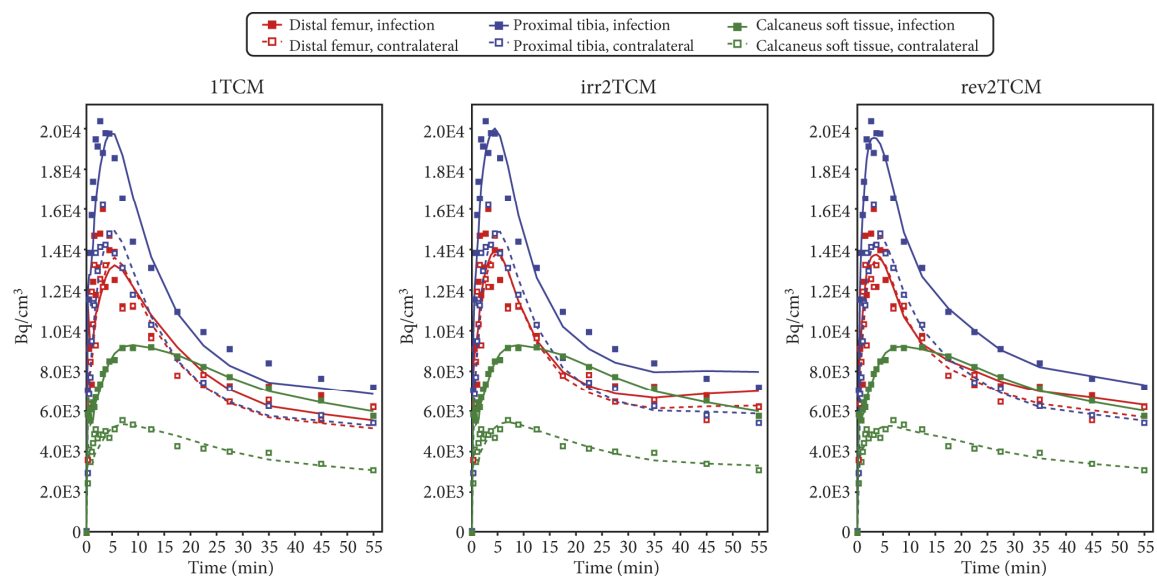 Distal femur, infection
Proximal tibia, infection
Calcaneus soft tissue, infection
Distal femur, contralateral
Proximal tibia, contralateral
Calcaneus soft tissue, contralateral
1TCM
irr2TCM
rev2TCM
Bq/cm³
2.0E4
1.8E4
1.6E4
1.4E4
1.2E4
1.0E4
8.0E3
6.0E3
4.0E3
2.0E3
0
0 5 10 15 20 25 30 35 40 45 50 55
Time (min)
Bq/cm³
2.0E4
1.8E4
1.6E4
1.4E4
1.2E4
1.0E4
8.0E3
6.0E3
4.0E3
2.0E3
0
0 5 10 15 20 25 30 35 40 45 50 55
Time (min)
Bq/cm³
2.0E4
1.8E4
1.6E4
1.4E4
1.2E4
1.0E4
8.0E3
6.0E3
4.0E3
2.0E3
0
0 5 10 15 20 25 30 35 40 45 50 55
Time (min)